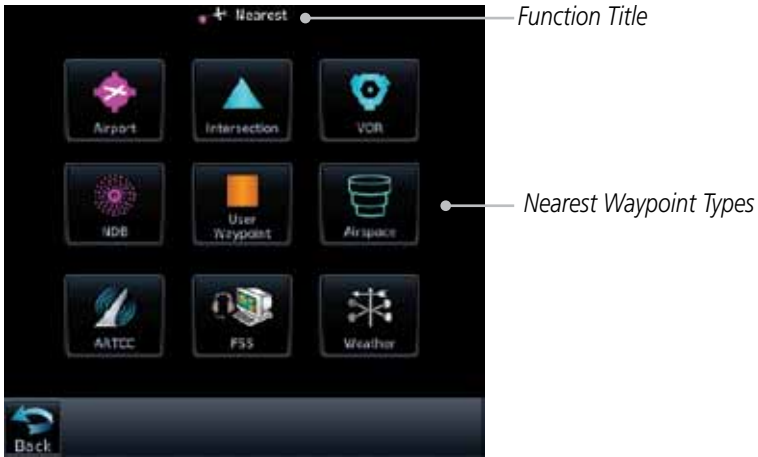 Nearest
Function Title
Airport
Intersection
VOR
NDB
User
Waypoint
Airspace
Nearest Waypoint Types
ARTCC
FSS
Weather
Back